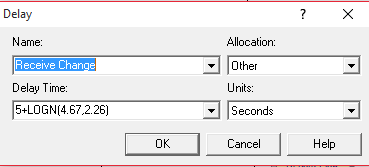 Delay
Name: Allocation:
Receive Change Other
Delay Time: Units:
5+LOGN(4.67,2.26) Seconds
OK Cancel Help